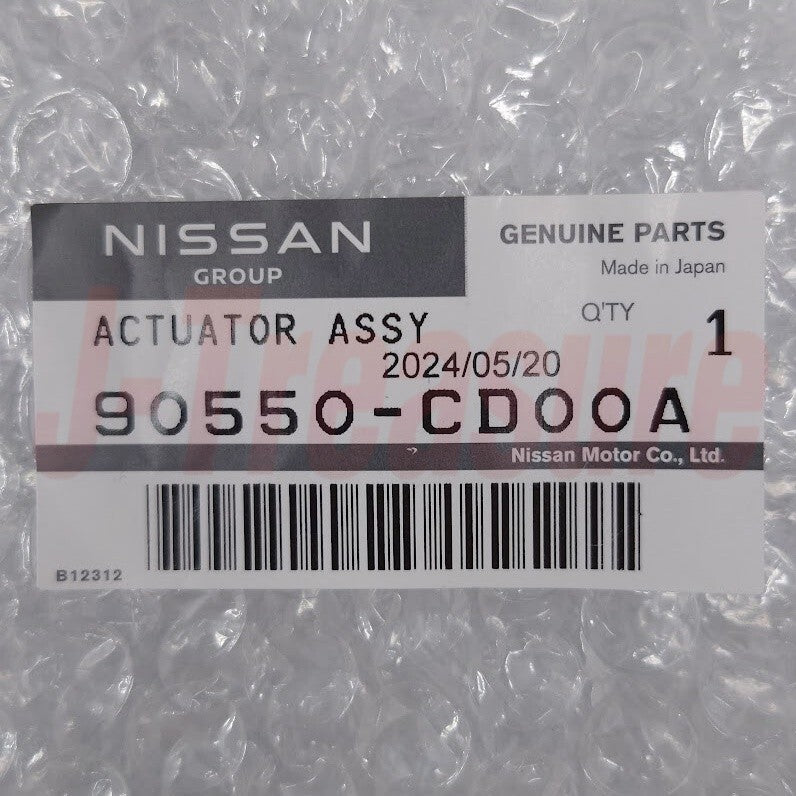 NISSAN
GROUP
GENUINE PARTS
Made in Japan
ACTUATOR ASSY
Q'TY 1
2024/05/20
90550-CD00A
Nissan Motor Co., Ltd.
B12312
J-Treasure